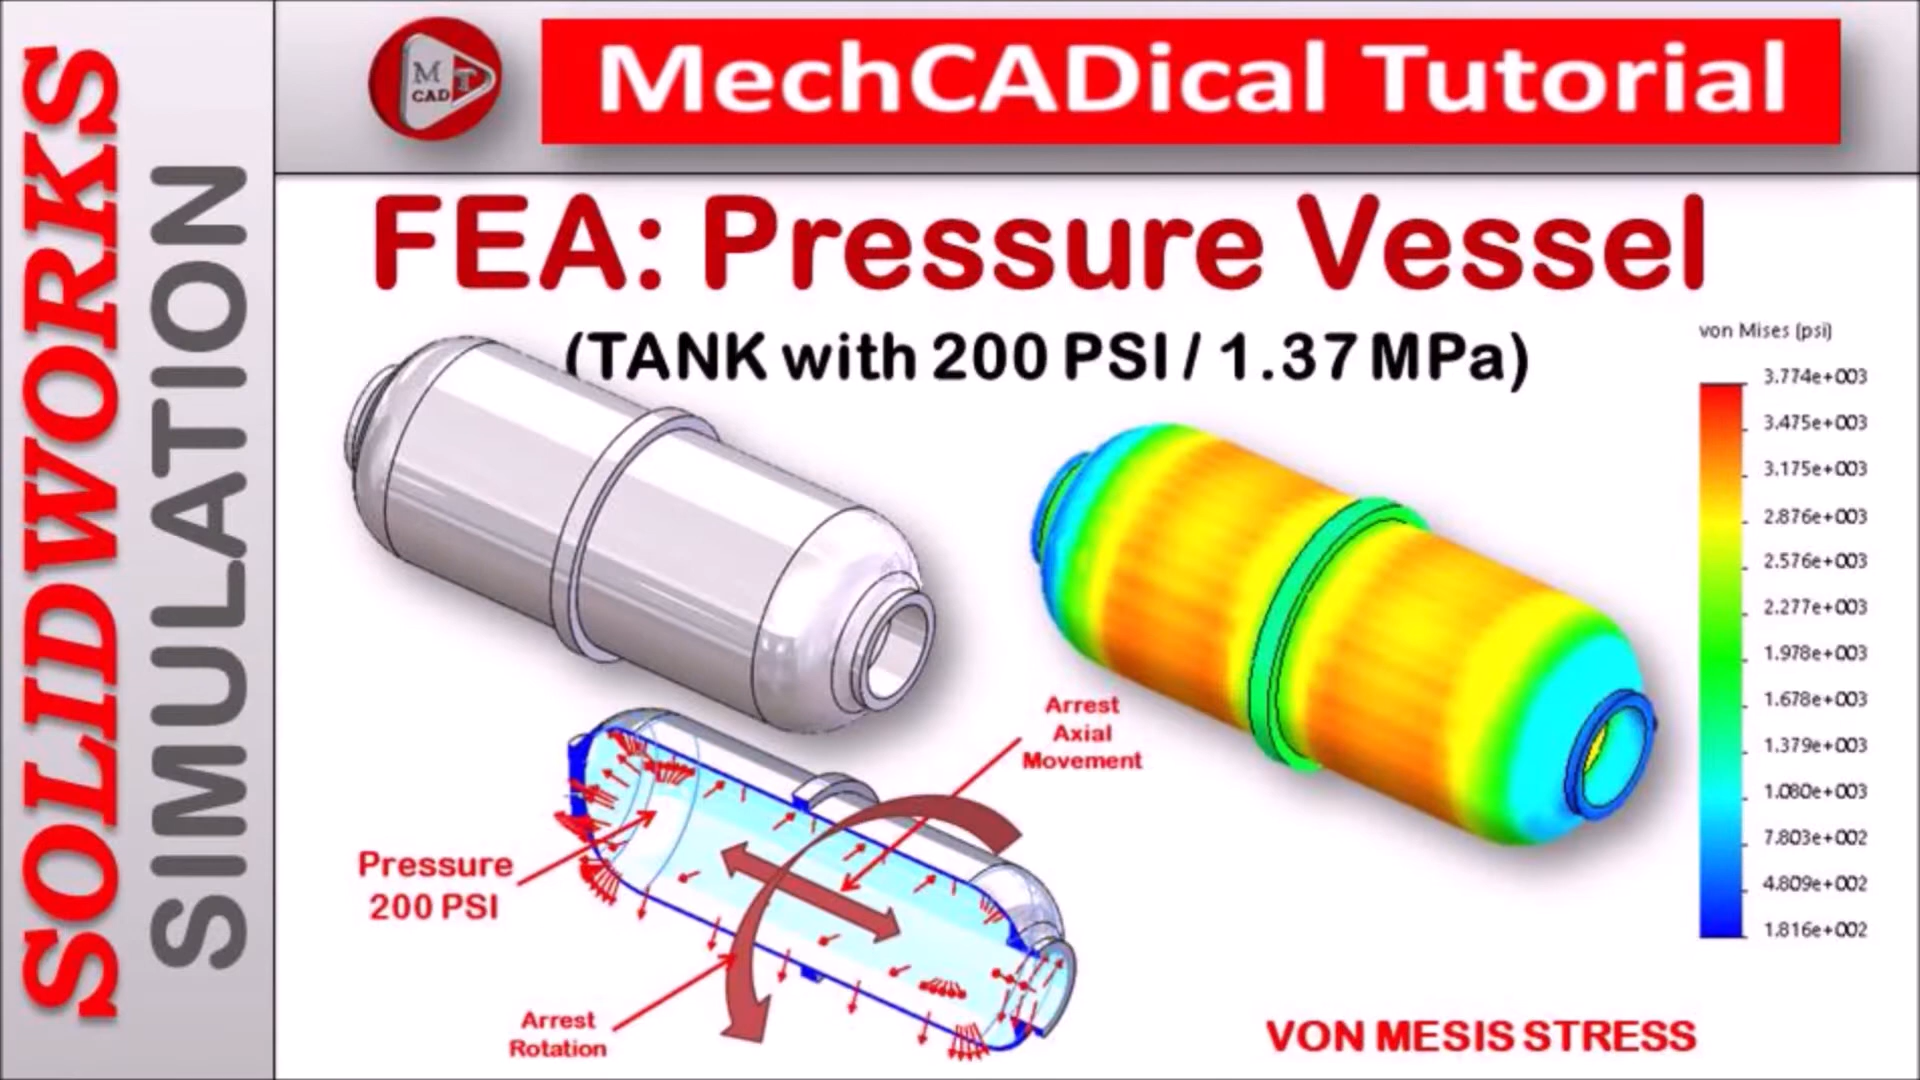 SOLIDWORKS
SIMULATION
M T
CAD
MechCADical Tutorial
FEA: Pressure Vessel
(TANK with 200 PSI / 1.37 MPa)
von Mises (psi)
3.774e+003
3.475e+003
3.175e+003
2.876e+003
2.576e+003
2.277e+003
1.978e+003
1.678e+003
1.379e+003
1.080e+003
7.803e+002
4.809e+002
1.816e+002
Arrest
Axial
Movement
Pressure
200 PSI
Arrest
Rotation
VON MESIS STRESS